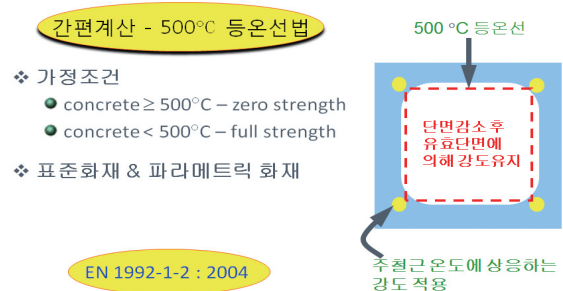 간편계산 - 500℃ 등온선법
❖ 가정조건
concrete ≥ 500℃ – zero strength
concrete < 500℃ – full strength
❖ 표준화재 & 파라메트릭 화재
EN 1992-1-2 : 2004
500 ℃ 등온선
단면감소 후
유효단면에
의해 강도유지
주철근 온도에 상응하는
강도 적용